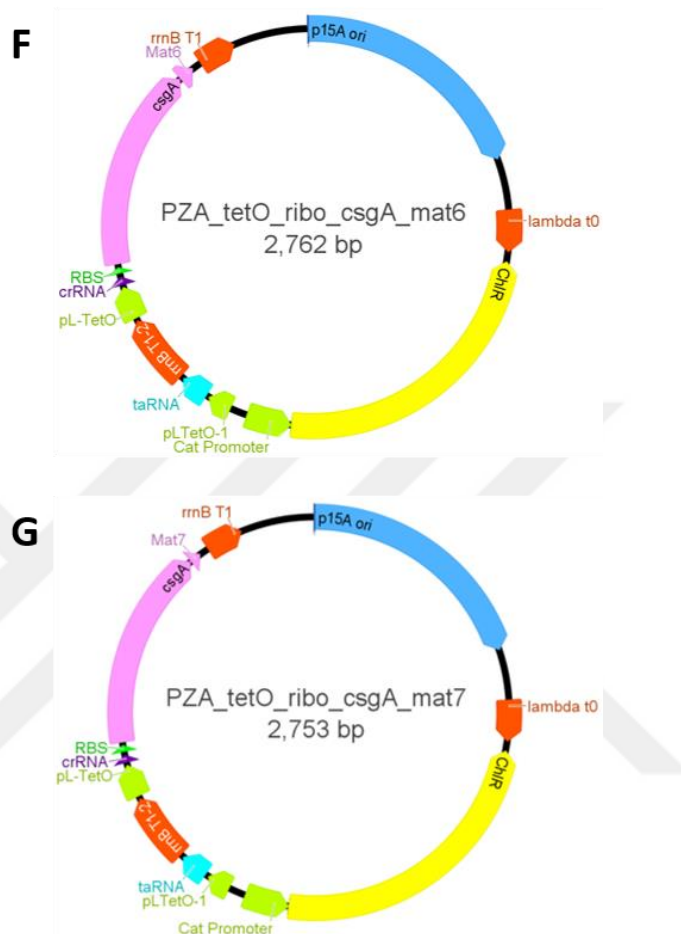 F
rrnB T1
p15A ori
Mat6
csgA
PZA_tetO_ribo_csgA_mat6
2,762 bp
lambda t0
RBS
crRNA
ChlR
pL-TetO
rrnB T1-2
taRNA
pLTetO-1
Cat Promoter
G
rrnB T1
p15A ori
Mat7
csgA
PZA_tetO_ribo_csgA_mat7
2,753 bp
lambda t0
RBS
crRNA
ChlR
pL-TetO
rrnB T1-2
taRNA
pLTetO-1
Cat Promoter